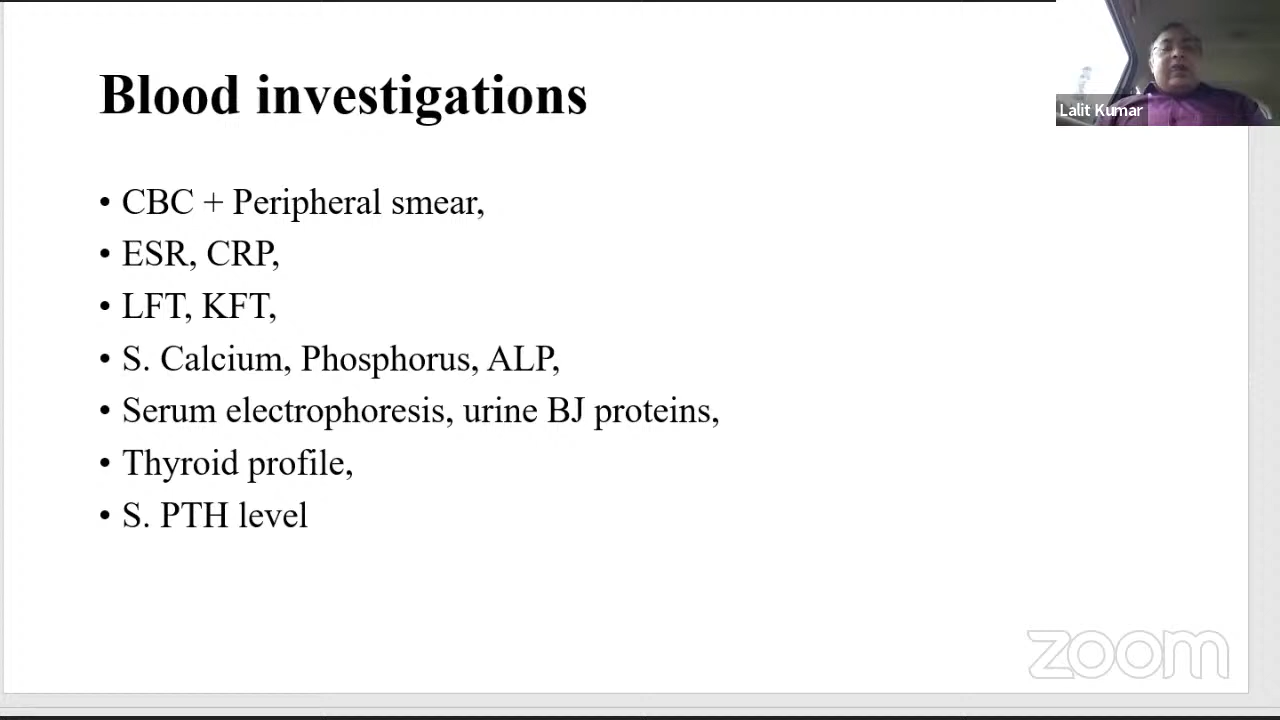 Blood investigations
Lalit Kumar
• CBC + Peripheral smear,
• ESR, CRP,
• LFT, KFT,
• S. Calcium, Phosphorus, ALP,
• Serum electrophoresis, urine BJ proteins,
• Thyroid profile,
• S. PTH level
zoom